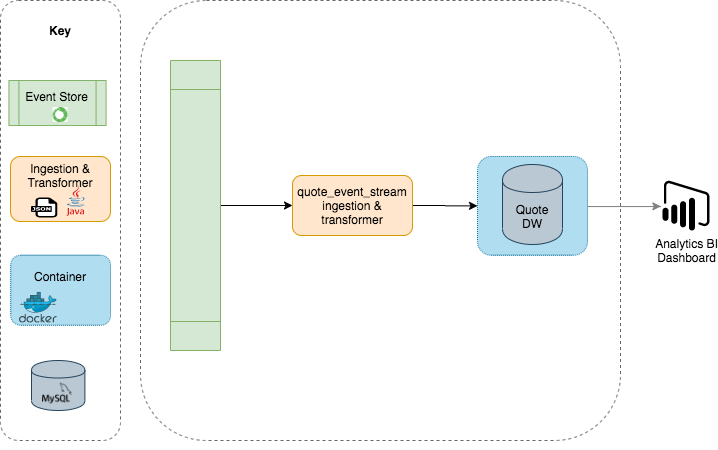 Key
Event Store
Ingestion &
Transformer
JSON
Java
Container
docker
MySQL
quote_event_stream
ingestion &
transformer
Quote
DW
Analytics BI
Dashboard